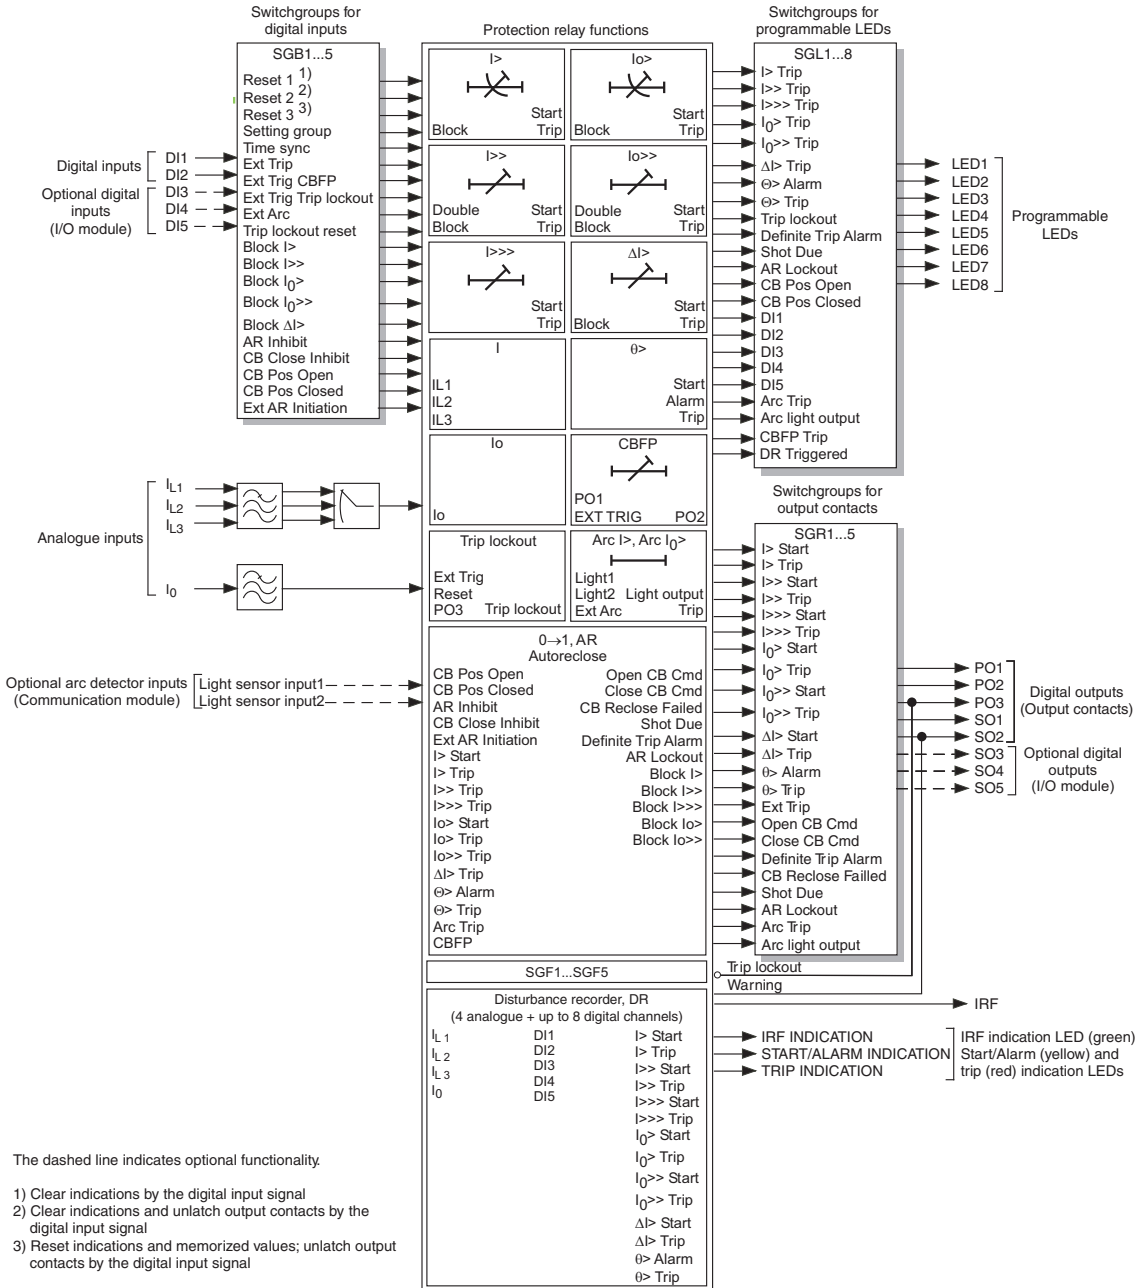 Switchgroups for
digital inputs
SGB1...5
Reset 1 1)
Reset 2 2)
Reset 3 3)
Setting group
Time sync
Ext Trip
Ext Trig CBFP
Ext Trig Trip lockout
Ext Arc
Trip lockout reset
Block I>
Block I>>
Block I0>
Block I0>>
Block ΔI>
AR Inhibit
CB Close Inhibit
CB Pos Open
CB Pos Closed
Ext AR Initiation
Digital inputs
DI1
DI2
Optional digital
inputs
(I/O module)
DI3
DI4
DI5
Analogue inputs
IL1
IL2
IL3
I0
Optional arc detector inputs
(Communication module)
Light sensor input1
Light sensor input2
Protection relay functions
I>
Start
Block Trip
Io>
Start
Block Trip
I>>
Double Start
Block Trip
Io>>
Double Start
Block Trip
I>>>
Start
Trip
ΔI>
Start
Block Trip
I
IL1
IL2
IL3
θ>
Start
Alarm
Trip
Io
Io
CBFP
PO1
EXT TRIG PO2
Trip lockout
Ext Trig
Reset
PO3 Trip lockout
Arc I>, Arc I0>
Light1
Light2 Light output
Ext Arc Trip
0→1, AR
Autoreclose
CB Pos Open
CB Pos Closed
AR Inhibit
CB Close Inhibit
Ext AR Initiation
I> Start
I> Trip
I>> Trip
I>>> Trip
Io> Start
Io> Trip
Io>> Trip
ΔI> Trip
Θ> Alarm
Θ> Trip
Arc Trip
CBFP
Open CB Cmd
Close CB Cmd
CB Reclose Failed
Shot Due
Definite Trip Alarm
AR Lockout
Block I>
Block I>>
Block I>>>
Block Io>
Block Io>>
SGF1...SGF5
Disturbance recorder, DR
(4 analogue + up to 8 digital channels)
IL1
IL2
IL3
I0
DI1
DI2
DI3
DI4
DI5
I> Start
I> Trip
I>> Start
I>> Trip
I>>> Start
I>>> Trip
I0> Start
I0> Trip
I0>> Start
I0>> Trip
ΔI> Start
ΔI> Trip
θ> Alarm
θ> Trip
Switchgroups for
programmable LEDs
SGL1...8
I> Trip
I>> Trip
I>>> Trip
I0> Trip
I0>> Trip
ΔI> Trip
Θ> Alarm
Θ> Trip
Trip lockout
Definite Trip Alarm
Shot Due
AR Lockout
CB Pos Open
CB Pos Closed
DI1
DI2
DI3
DI4
DI5
Arc Trip
Arc light output
CBFP Trip
DR Triggered
LED1
LED2
LED3
LED4
LED5
LED6
LED7
LED8
Programmable
LEDs
Switchgroups for
output contacts
SGR1...5
I> Start
I> Trip
I>> Start
I>> Trip
I>>> Start
I>>> Trip
I0> Start
I0> Trip
I0>> Start
I0>> Trip
ΔI> Start
ΔI> Trip
θ> Alarm
θ> Trip
Ext Trip
Open CB Cmd
Close CB Cmd
Definite Trip Alarm
CB Reclose Failled
Shot Due
AR Lockout
Arc Trip
Arc light output
PO1
PO2
PO3
SO1
SO2
Digital outputs
(Output contacts)
SO3
SO4
SO5
Optional digital
outputs
(I/O module)
Trip lockout
Warning
IRF
IRF INDICATION
START/ALARM INDICATION
TRIP INDICATION
IRF indication LED (green)
Start/Alarm (yellow) and
trip (red) indication LEDs
The dashed line indicates optional functionality.
1) Clear indications by the digital input signal
2) Clear indications and unlatch output contacts by the
digital input signal
3) Reset indications and memorized values; unlatch output
contacts by the digital input signal